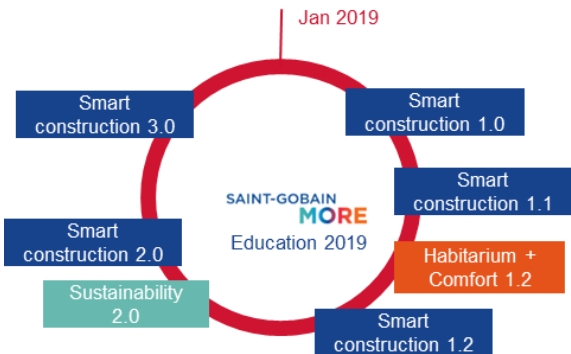 Jan 2019
Smart
construction 1.0
Smart
construction 1.1
Habitarium +
Comfort 1.2
Smart
construction 1.2
Sustainability
2.0
Smart
construction 2.0
Smart
construction 3.0
SAINT-GOBAIN
MORE
Education 2019